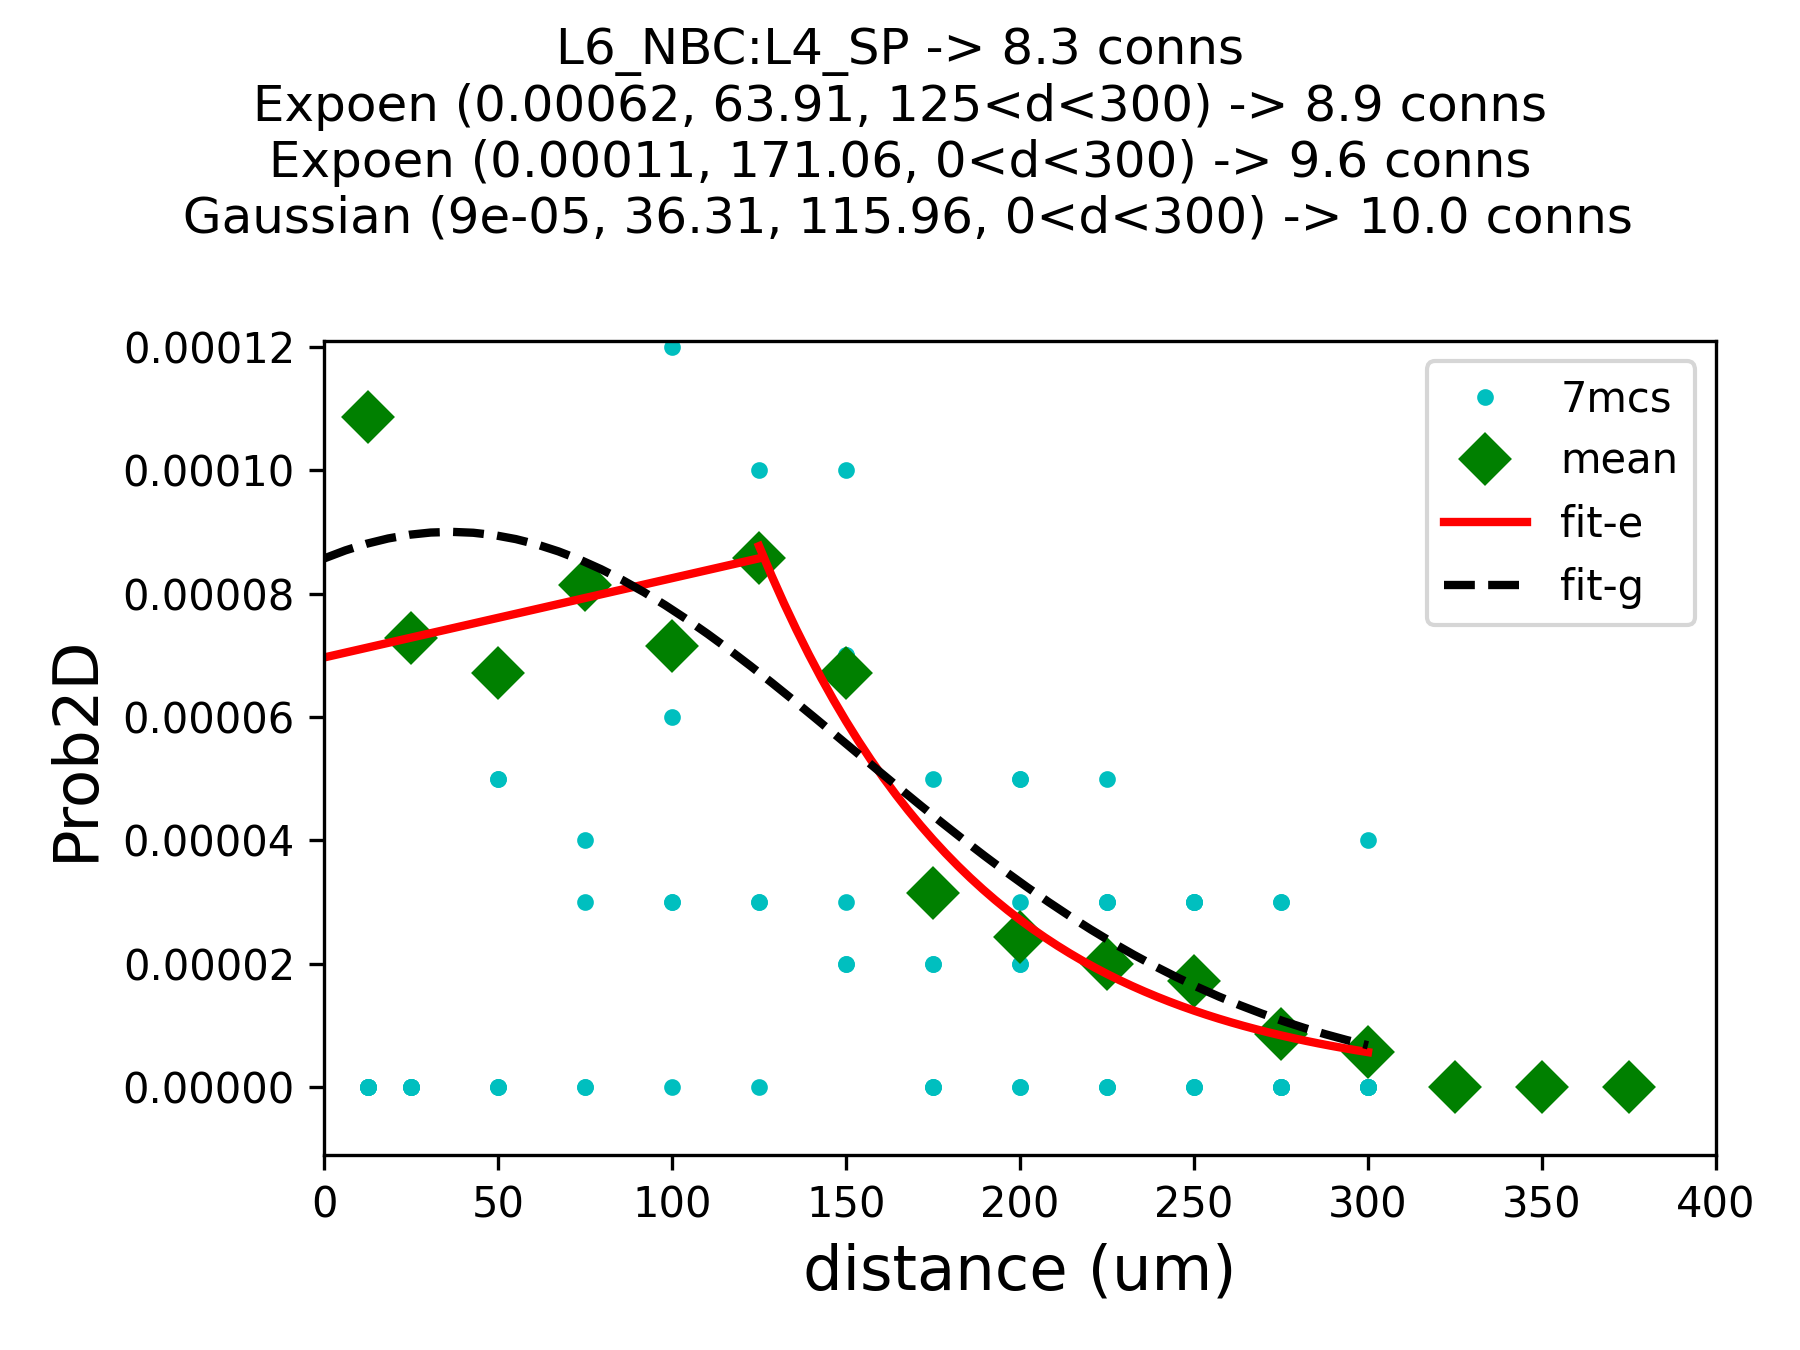 L6_NBC:L4_SP -> 8.3 conns
Expoen (0.00062, 63.91, 125<d<300) -> 8.9 conns
Expoen (0.00011, 171.06, 0<d<300) -> 9.6 conns
Gaussian (9e-05, 36.31, 115.96, 0<d<300) -> 10.0 conns
0.00012
0.00010
0.00008
0.00006
0.00004
0.00002
0.00000
Prob2D
7mcs
mean
fit-e
fit-g
0 50 100 150 200 250 300 350 400
distance (um)